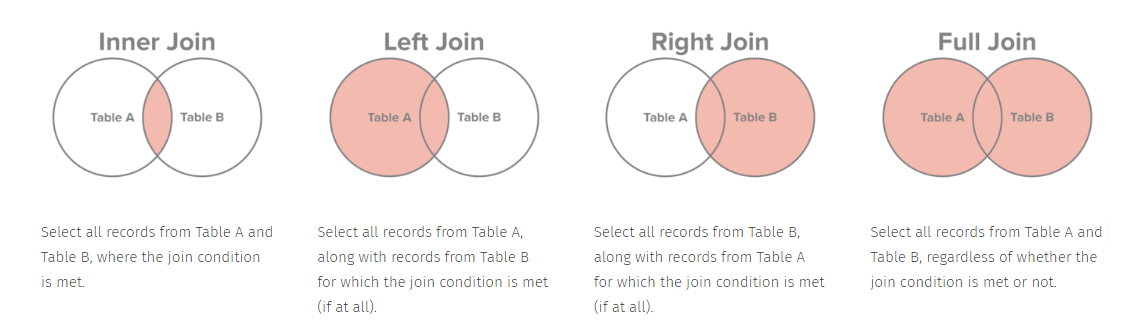 Inner Join
Left Join
Right Join
Full Join
Table A
Table B
Table A
Table B
Table A
Table B
Table A
Table B
Select all records from Table A and
Table B, where the join condition
is met.
Select all records from Table A,
along with records from Table B
for which the join condition is met
(if at all).
Select all records from Table B,
along with records from Table A
for which the join condition is met
(if at all).
Select all records from Table A and
Table B, regardless of whether the
join condition is met or not.